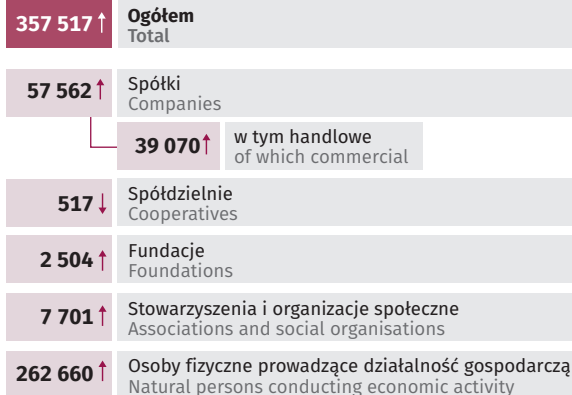 357 517↑ Ogółem
Total
57 562↑ Spółki
Companies
39 070↑ w tym handlowe
of which commercial
517↓ Spółdzielnie
Cooperatives
2 504↑ Fundacje
Foundations
7 701↑ Stowarzyszenia i organizacje społeczne
Associations and social organisations
262 660↑ Osoby fizyczne prowadzące działalność gospodarczą
Natural persons conducting economic activity